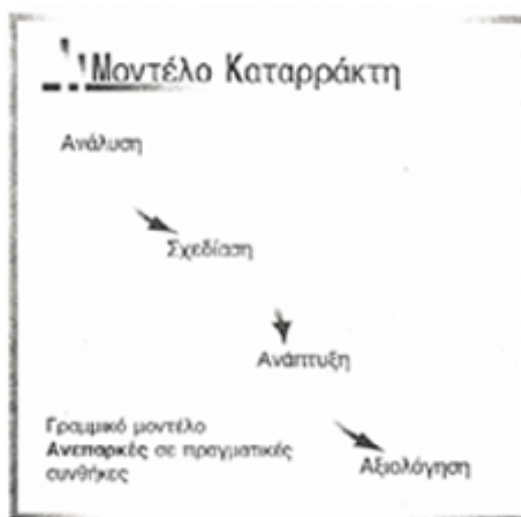 Μοντέλο Καταρράκτη
Ανάλυση
Σχεδίαση
Ανάπτυξη
Γραμμικό μοντέλο
Ανεπαρκές σε πραγματικές
συνθήκες
Αξιολόγηση